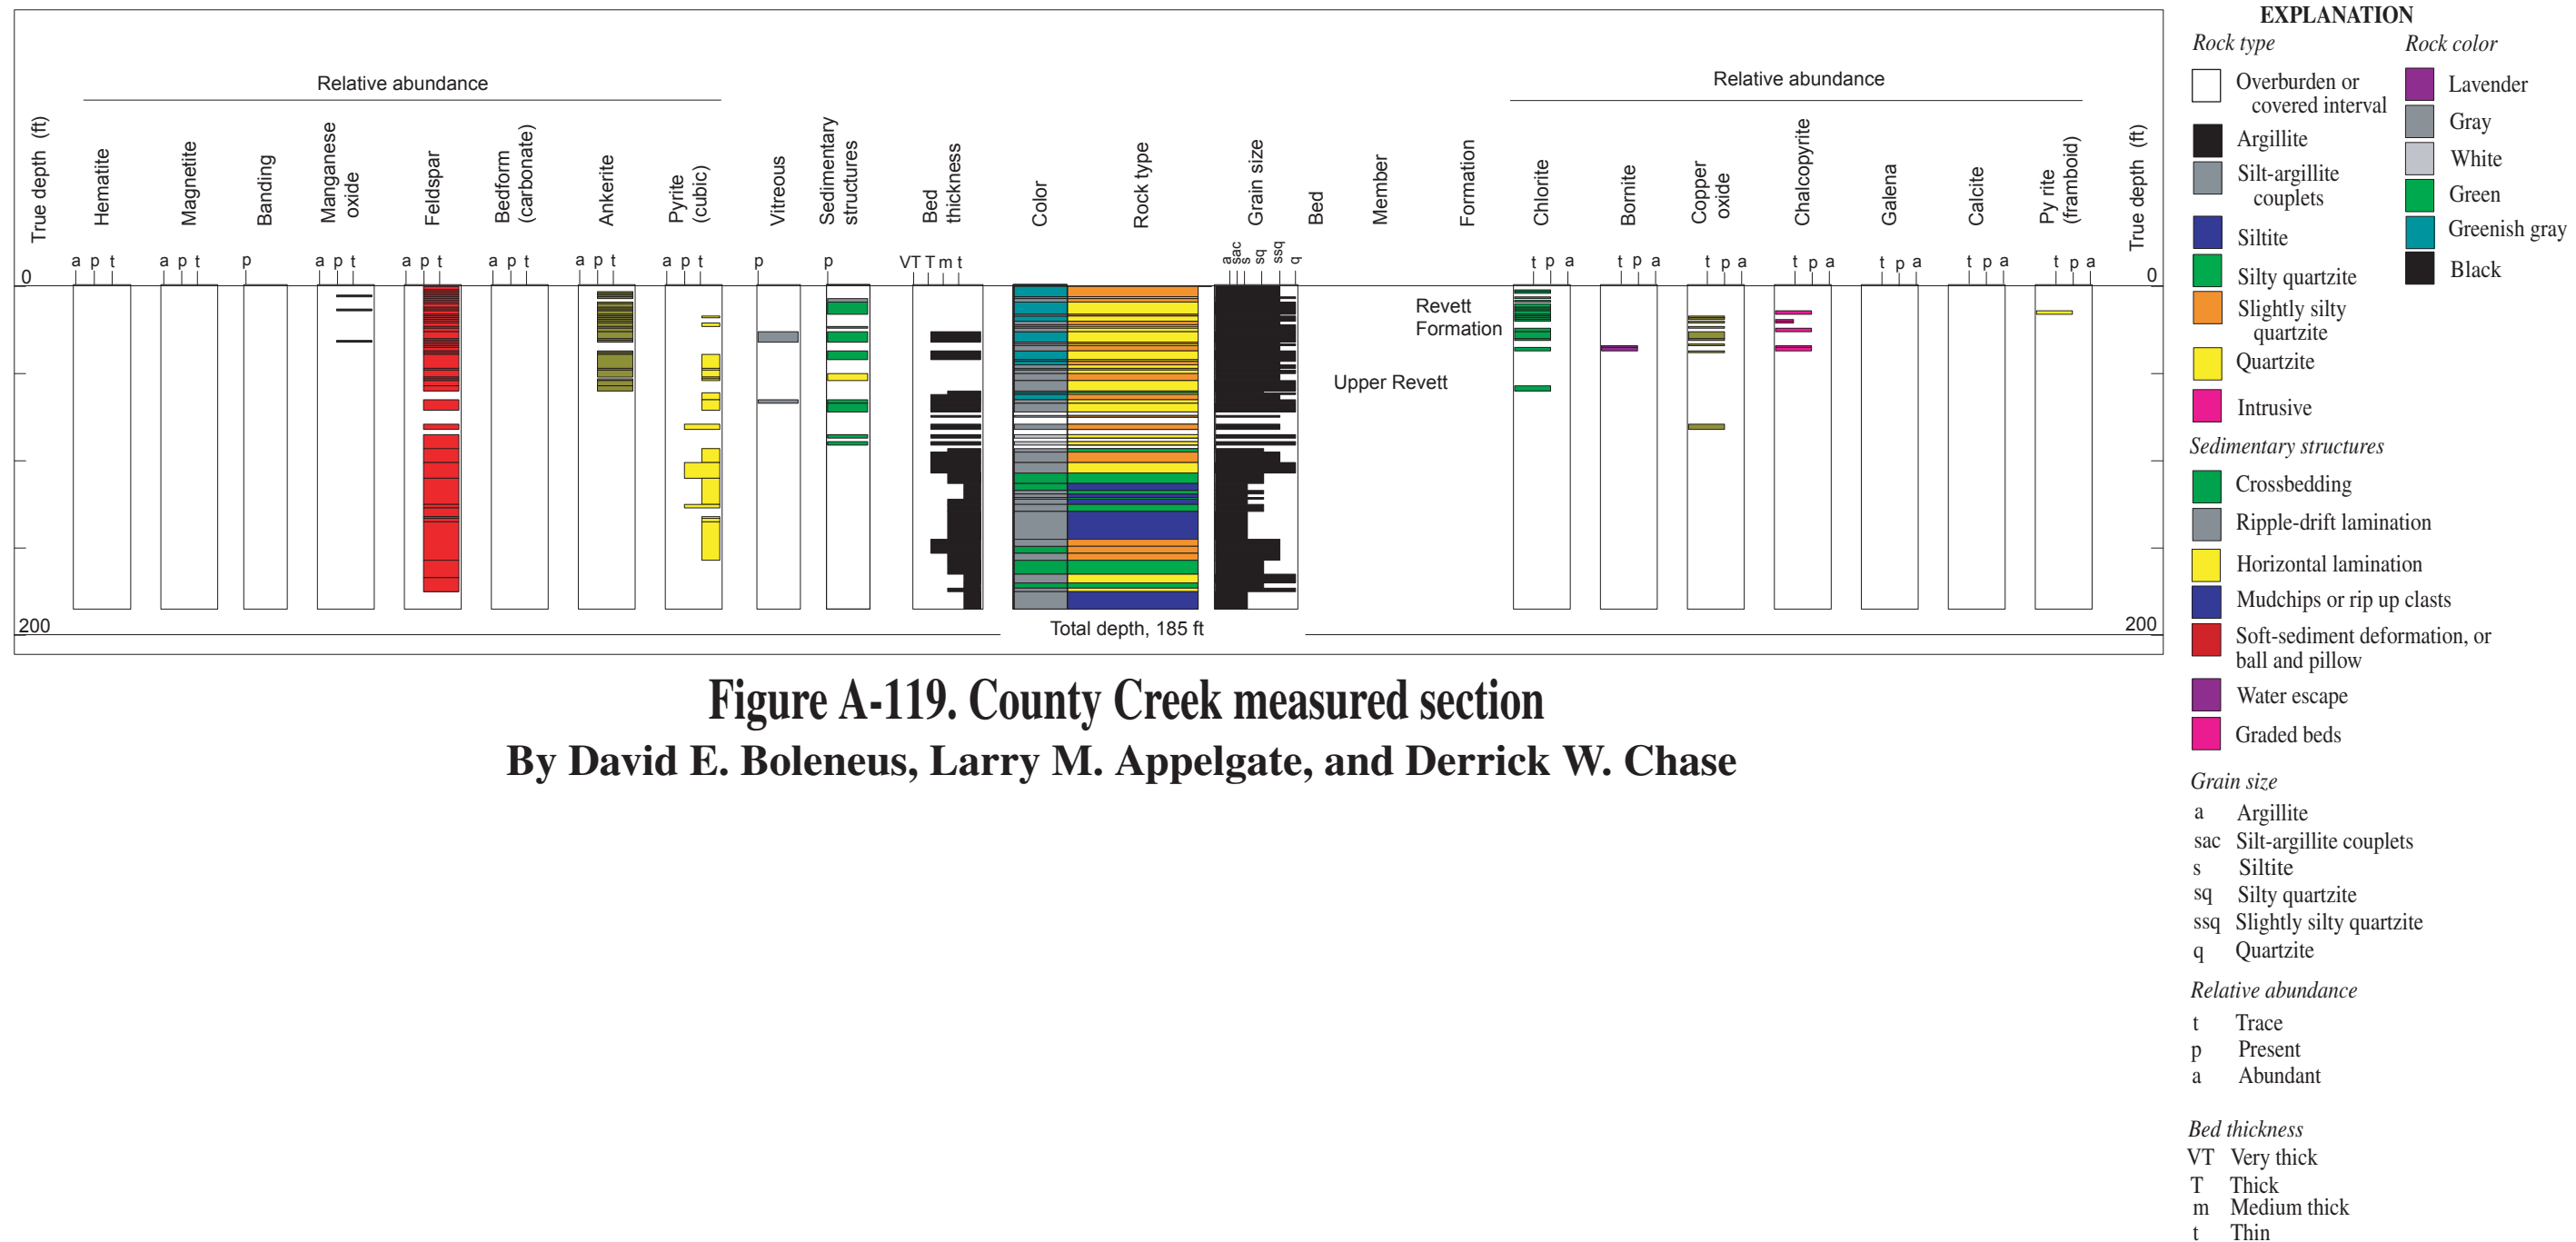 Relative abundance
Relative abundance
True depth (ft)
Hematite
Magnetite
Banding
Manganese
oxide
Feldspar
Bedform
(carbonate)
Ankerite
Pyrite
(cubic)
Vitreous
Sedimentary
structures
Bed
thickness
Color
Rock type
Grain size
Bed
Member
Formation
Chlorite
Bornite
Copper
oxide
Chalcopyrite
Galena
Calcite
Py rite
(framboid)
True depth (ft)
a p t
a p t
p
a p t
a p t
a p t
a p t
a p t
p
p
VT T m t
a
sac
s
sq
ssq
q
t p a
t p a
t p a
t p a
t p a
t p a
t p a
0
0
Revett
Formation
Upper Revett
200
Total depth, 185 ft
200
Figure A-119. County Creek measured section
By David E. Boleneus, Larry M. Appelgate, and Derrick W. Chase
EXPLANATION
Rock type
Overburden or
covered interval
Argillite
Silt-argillite
couplets
Siltite
Silty quartzite
Slightly silty
quartzite
Quartzite
Intrusive
Rock color
Lavender
Gray
White
Green
Greenish gray
Black
Sedimentary structures
Crossbedding
Ripple-drift lamination
Horizontal lamination
Mudchips or rip up clasts
Soft-sediment deformation, or
ball and pillow
Water escape
Graded beds
Grain size
a Argillite
sac Silt-argillite couplets
s Siltite
sq Silty quartzite
ssq Slightly silty quartzite
q Quartzite
Relative abundance
t Trace
p Present
a Abundant
Bed thickness
VT Very thick
T Thick
m Medium thick
t Thin